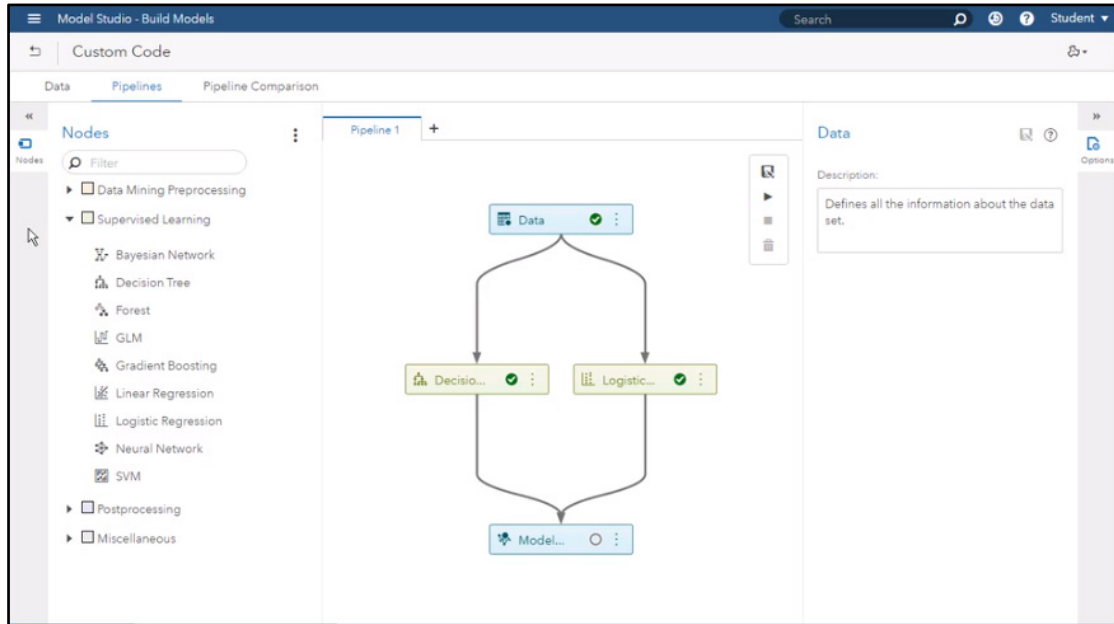 Model Studio - Build Models
Search
Student
Custom Code
Data
Pipelines
Pipeline Comparison
Nodes
Nodes
Filter
Data Mining Preprocessing
Supervised Learning
Bayesian Network
Decision Tree
Forest
GLM
Gradient Boosting
Linear Regression
Logistic Regression
Neural Network
SVM
Postprocessing
Miscellaneous
Pipeline 1
+
Data
Decisio...
Logistic...
Model...
Data
Description:
Defines all the information about the data
set.
Options